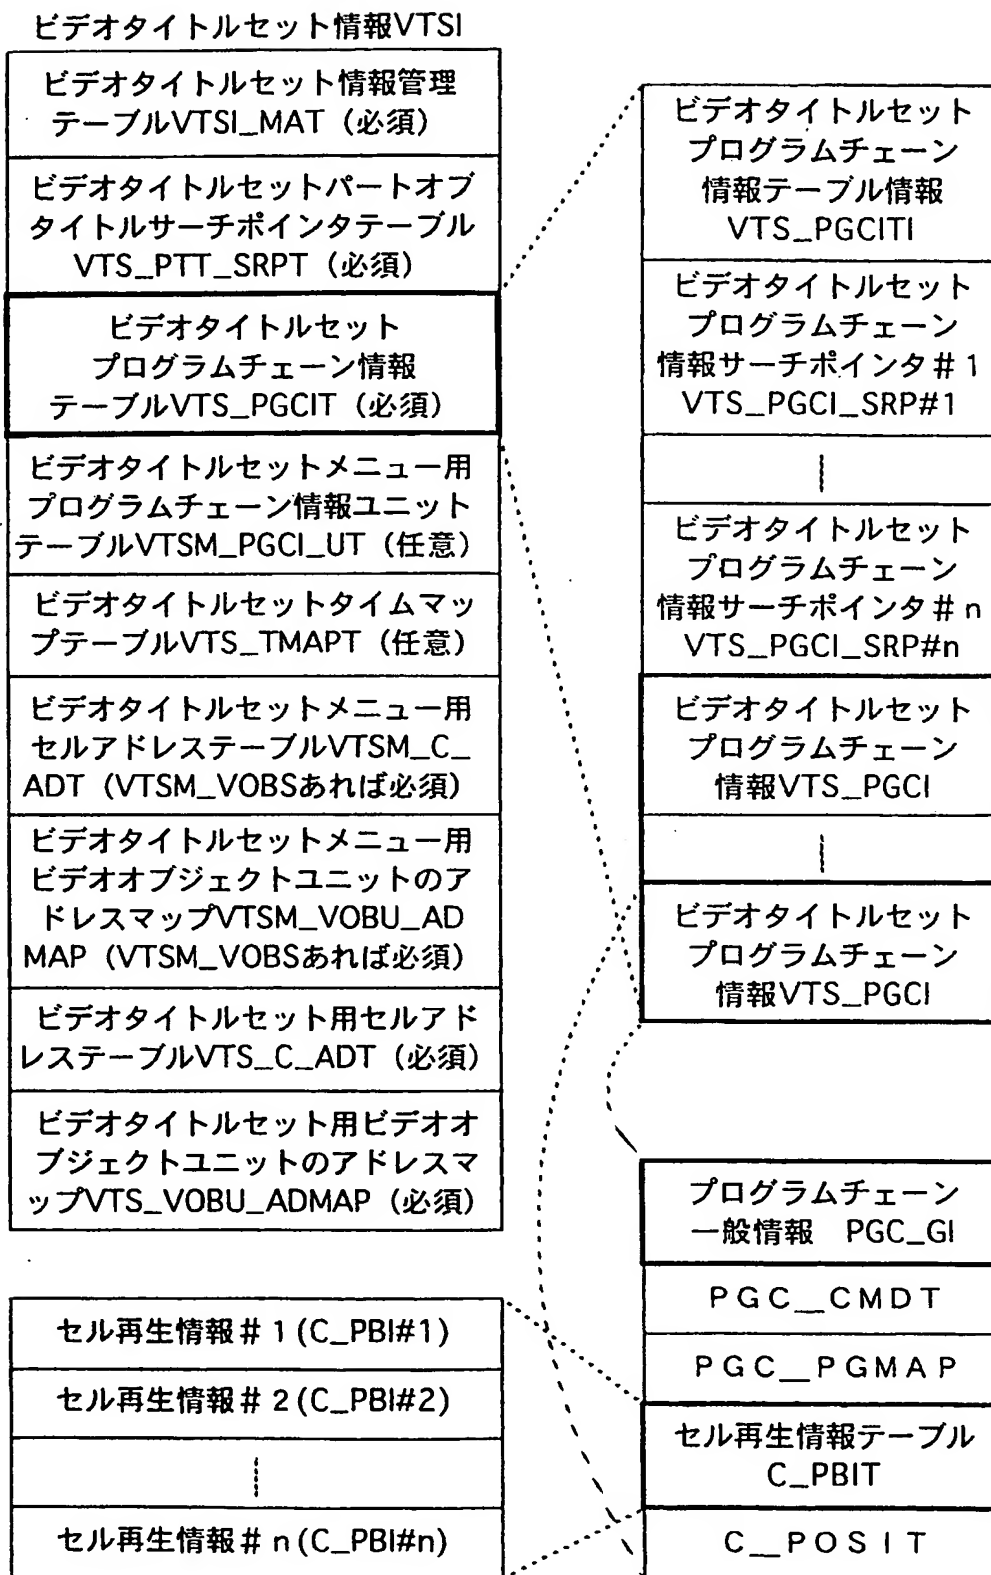 ビデオタイトルセット情報VTSI
ビデオタイトルセット情報管理
テーブルVTSI_MAT（必須）
ビデオタイトルセットパートオブ
タイトルサーチポインタテーブル
VTS_PTT_SRPT（必須）
ビデオタイトルセット
プログラムチェーン情報
テーブルVTS_PGCIT（必須）
ビデオタイトルセットメニュー用
プログラムチェーン情報ユニット
テーブルVTSM_PGCI_UT（任意）
ビデオタイトルセットタイムマッ
プテーブルVTS_TMAPT（任意）
ビデオタイトルセットメニュー用
セルアドレステーブルVTSM_C_
ADT（VTSM_VOBSあれば必須）
ビデオタイトルセットメニュー用
ビデオオブジェクトユニットのア
ドレスマップVTSM_VOBU_AD
MAP（VTSM_VOBSあれば必須）
ビデオタイトルセット用セルアド
レステーブルVTS_C_ADT（必須）
ビデオタイトルセット用ビデオオ
ブジェクトユニットのアドレスマ
ップVTS_VOBU_ADMAP（必須）
ビデオタイトルセット
プログラムチェーン
情報テーブル情報
VTS_PGCITI
ビデオタイトルセット
プログラムチェーン
情報サーチポインタ＃1
VTS_PGCI_SRP#1
ビデオタイトルセット
プログラムチェーン
情報サーチポインタ＃n
VTS_PGCI_SRP#n
ビデオタイトルセット
プログラムチェーン
情報VTS_PGCI
ビデオタイトルセット
プログラムチェーン
情報VTS_PGCI
プログラムチェーン
一般情報　PGC_GI
ＰＧＣ＿ＣＭＤＴ
ＰＧＣ＿ＰＧＭＡＰ
セル再生情報テーブル
C_PBIT
Ｃ＿ＰＯＳＩＴ
セル再生情報＃1(C_PBI#1)
セル再生情報＃2(C_PBI#2)
セル再生情報＃n(C_PBI#n)